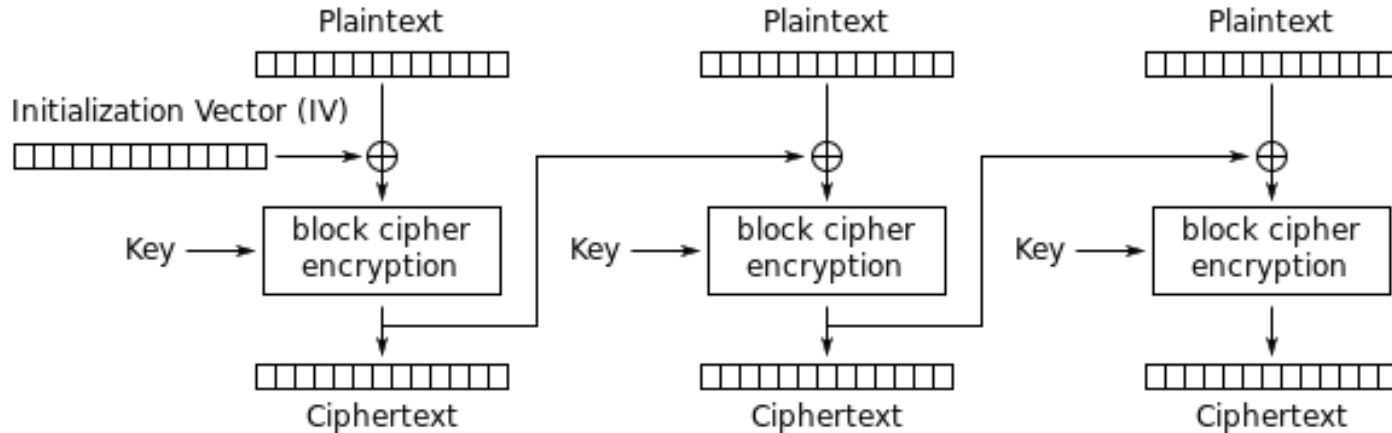 Plaintext
Plaintext
Plaintext
Initialization Vector (IV)
Key
block cipher
encryption
Key
block cipher
encryption
Key
block cipher
encryption
Ciphertext
Ciphertext
Ciphertext